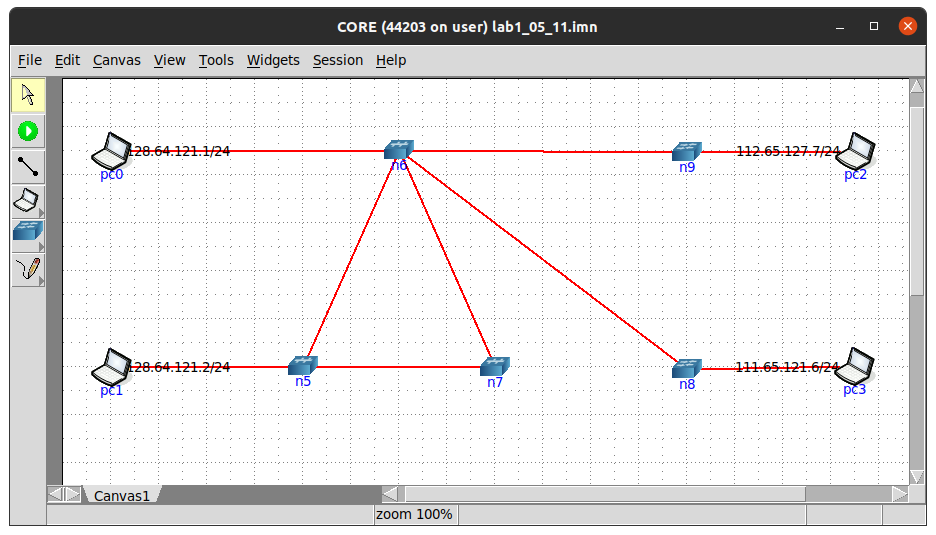 CORE (44203 on user) lab1_05_11.imn
File Edit Canvas View Tools Widgets Session Help
128.64.121.1/24
pc0
n6
n9
112.65.127.7/24
pc2
128.64.121.2/24
pc1
n5
n7
n8
111.65.121.6/24
pc3
Canvas1
zoom 100%